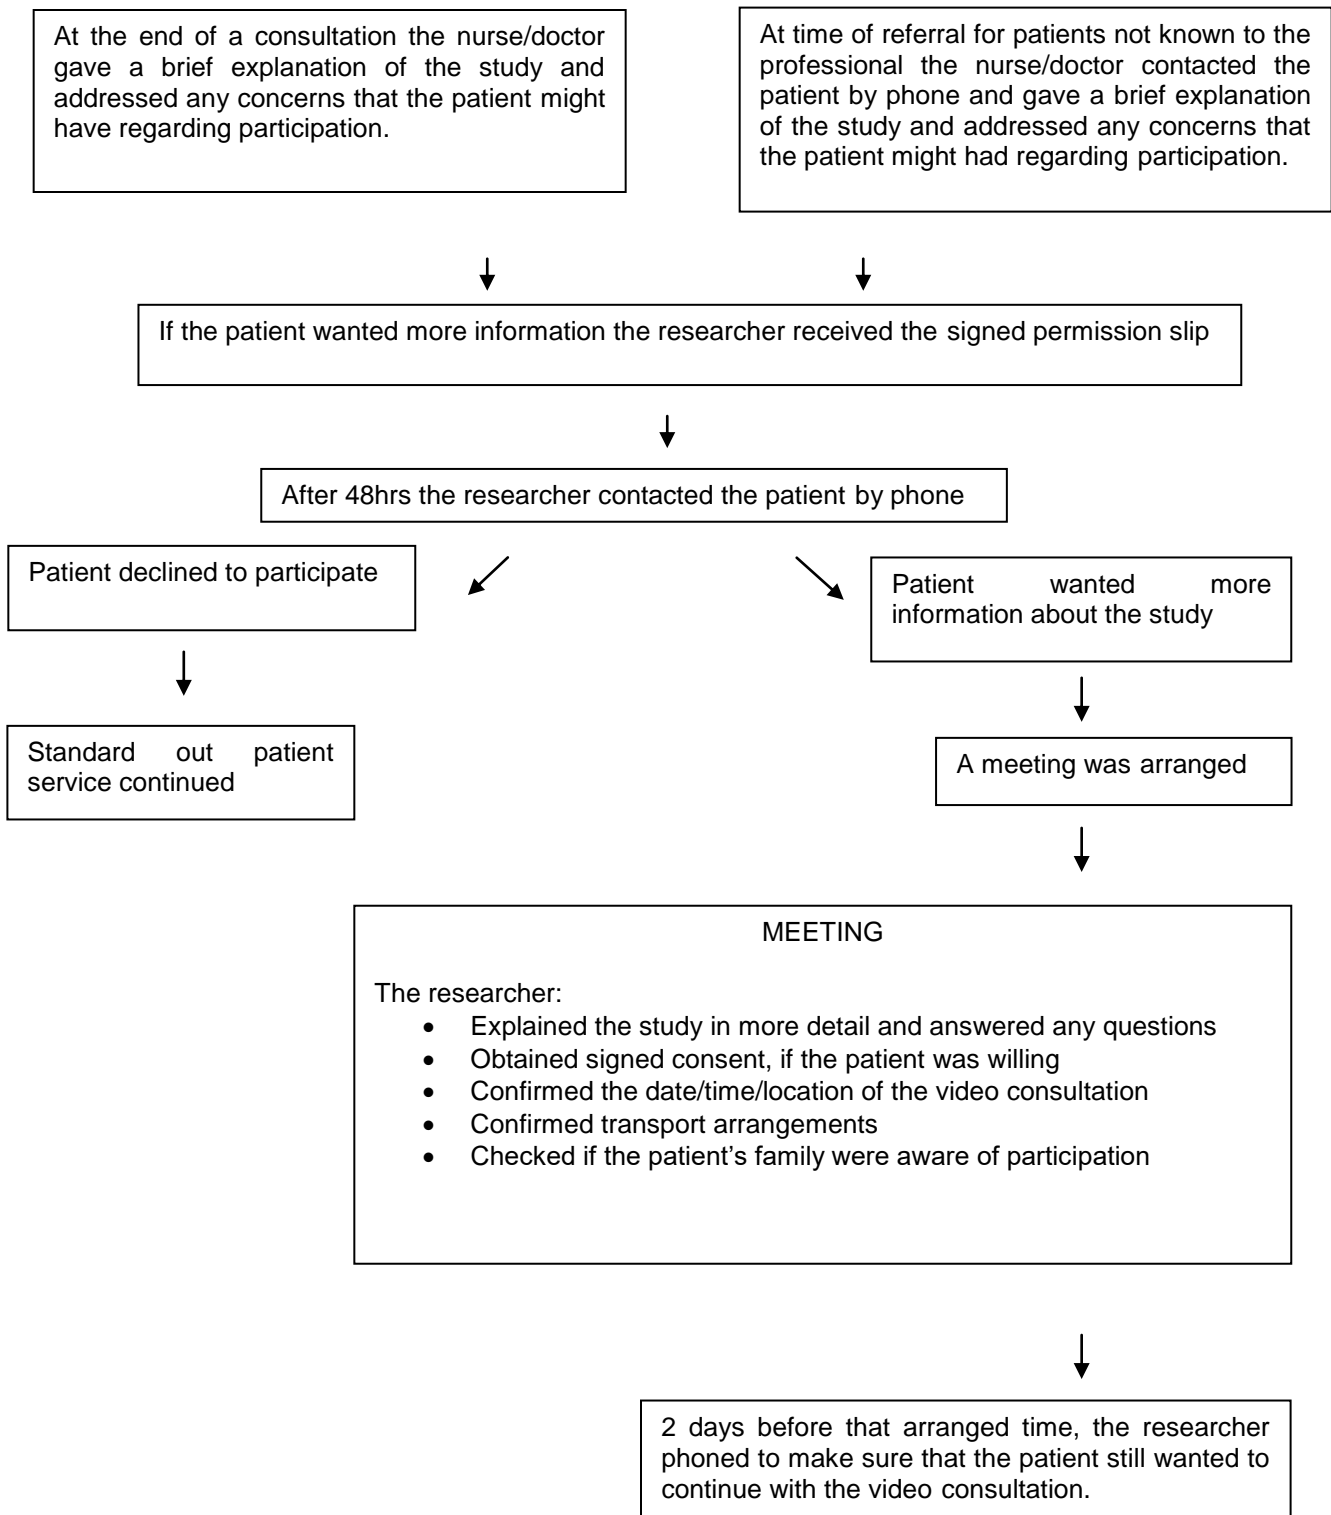 At the end of a consultation the nurse/doctor
gave a brief explanation of the study and
addressed any concerns that the patient might
have regarding participation.
At time of referral for patients not known to the
professional the nurse/doctor contacted the
patient by phone and gave a brief explanation
of the study and addressed any concerns that
the patient might had regarding participation.
If the patient wanted more information the researcher received the signed permission slip
After 48hrs the researcher contacted the patient by phone
Patient declined to participate
Patient wanted more
information about the study
Standard out patient
service continued
A meeting was arranged
MEETING
The researcher:
• Explained the study in more detail and answered any questions
• Obtained signed consent, if the patient was willing
• Confirmed the date/time/location of the video consultation
• Confirmed transport arrangements
• Checked if the patient's family were aware of participation
2 days before that arranged time, the researcher
phoned to make sure that the patient still wanted to
continue with the video consultation.